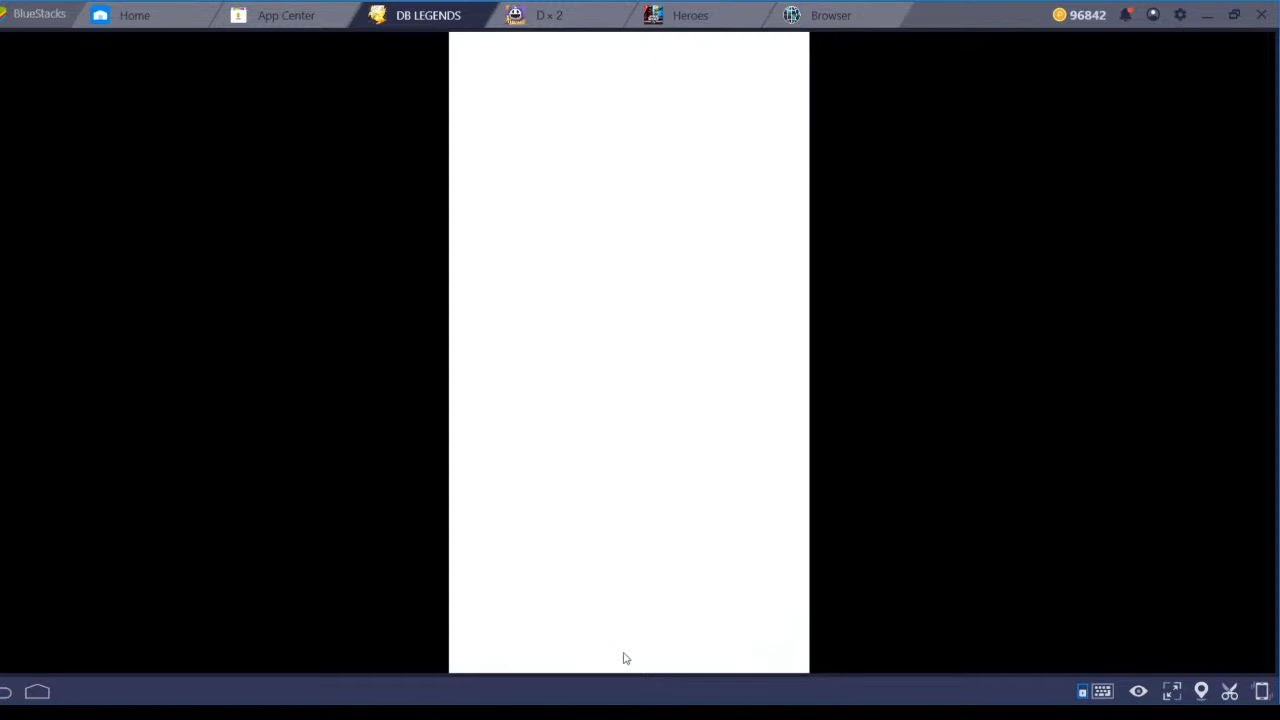 BlueStacks
Home
App Center
DB LEGENDS
D × 2
Heroes
Browser
96842